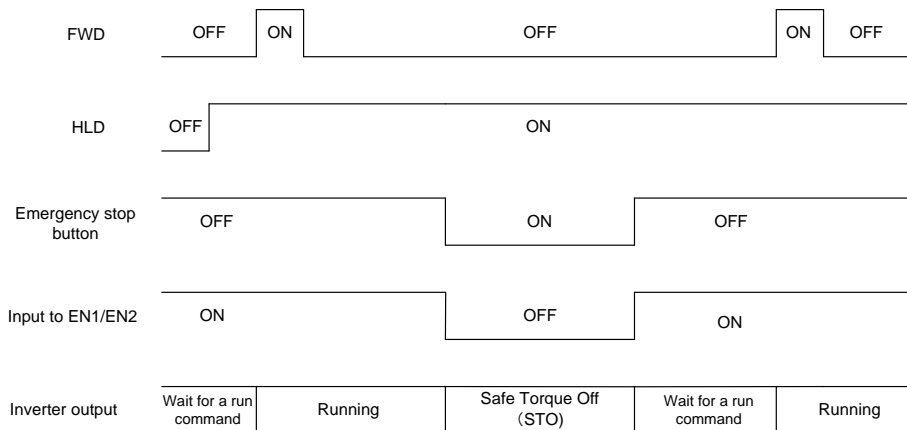 FWD OFF ON OFF ON OFF
HLD OFF ON
Emergency stop
button
OFF ON OFF
Input to EN1/EN2 ON OFF ON
Inverter output
Wait for a run
command
Running
Safe Torque Off
(STO)
Wait for a run
command
Running